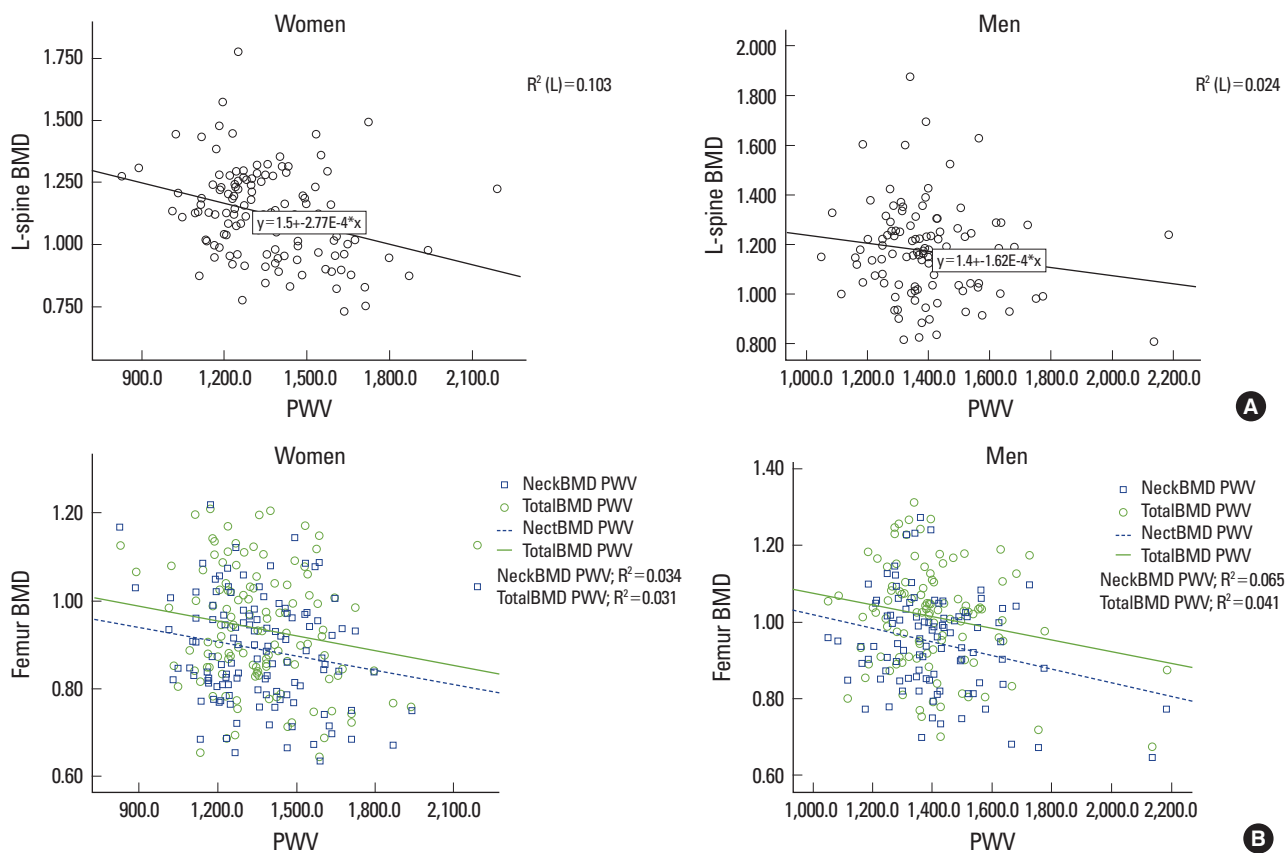 Women
1.750
1.500
1.250
1.000
0.750
L-spine BMD
R² (L)=0.103
y=1.5+-2.77E-4*x
900.0 1,200.0 1,500.0 1,800.0 2,100.0
PWV
Men
2.000
1.800
1.600
1.400
1.200
1.000
0.800
L-spine BMD
R² (L)=0.024
y=1.4+-1.62E-4*x
1,000.0 1,200.0 1,400.0 1,600.0 1,800.0 2,000.0 2,200.0
PWV
A
Women
1.20
1.00
0.80
0.60
Femur BMD
NeckBMD PWV
TotalBMD PWV
NectBMD PWV
TotalBMD PWV
NeckBMD PWV; R²=0.034
TotalBMD PWV; R²=0.031
900.0 1,200.0 1,500.0 1,800.0 2,100.0
PWV
Men
1.40
1.20
1.00
0.80
0.60
Femur BMD
NeckBMD PWV
TotalBMD PWV
NectBMD PWV
TotalBMD PWV
NeckBMD PWV; R²=0.065
TotalBMD PWV; R²=0.041
1,000.0 1,200.0 1,400.0 1,600.0 1,800.0 2,000.0 2,200.0
PWV
B